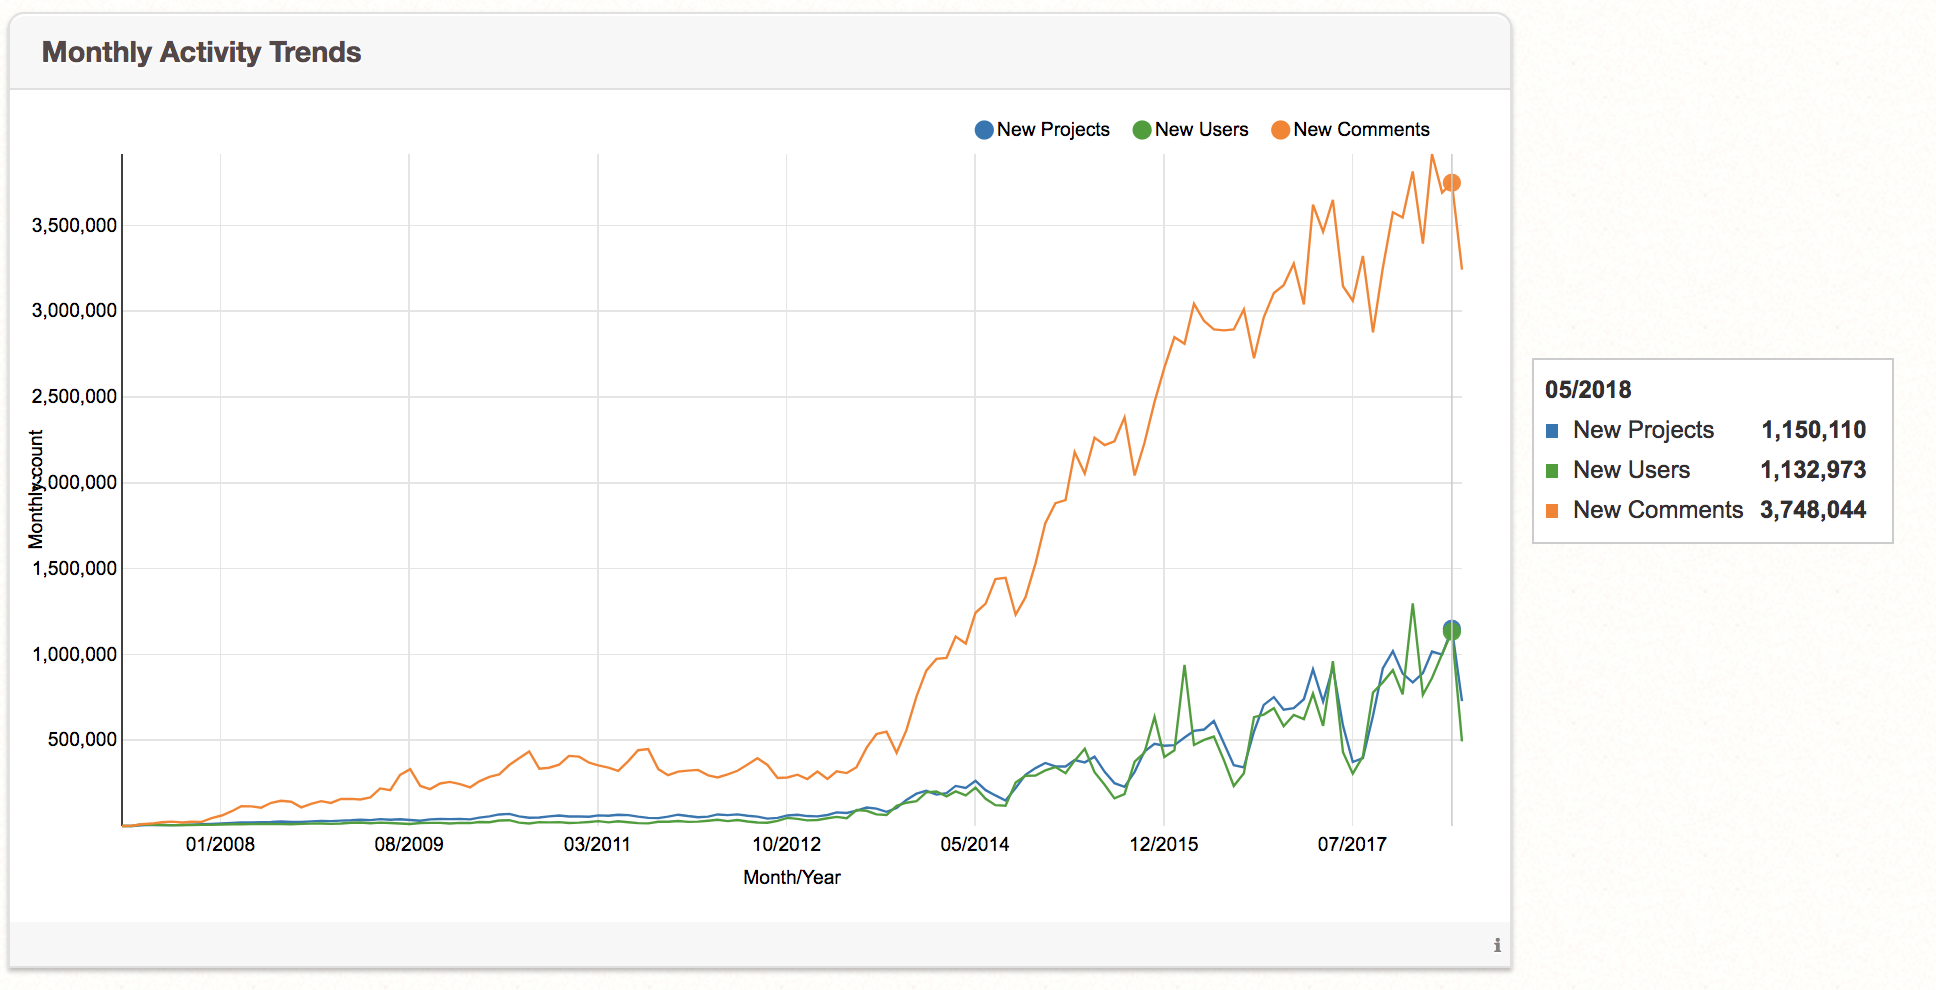 Monthly Activity Trends
New Projects New Users New Comments
3,500,000
3,000,000
2,500,000
2,000,000
1,500,000
1,000,000
500,000
Monthly count
01/2008 08/2009 03/2011 10/2012 05/2014 12/2015 07/2017
Month/Year
05/2018
New Projects 1,150,110
New Users 1,132,973
New Comments 3,748,044
i